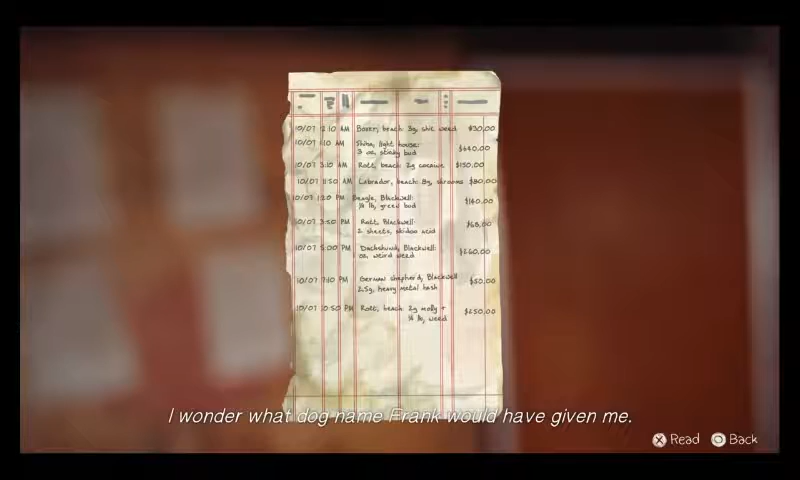 10/07 12:10 AM Boxer, beach: 3g, shit weed $30.00
10/07 1:10 AM Shiba, light house: $640.00
3 oz, sticky bud
10/07 3:10 AM Rott, beach: 2g cocaine $150.00
10/07 11:50 AM Labrador, beach: 8g, shrooms $80.00
10/07 1:20 PM Beagle, Blackwell: $140.00
1/4 lb, greed bud
10/07 3:50 PM Rott, Blackwell: $65.00
2 sheets, skidoo acid
10/07 5:00 PM Dachshund, Blackwell: $260.00
oz, weird weed
10/07 7:10 PM German shepherd, Blackwell $50.00
2.5g, heavy metal hash
10/07 10:50 PM Rott, beach: 2g molly + $250.00
1/4 lb, weed
I wonder what dog name Frank would have given me.
Read Back